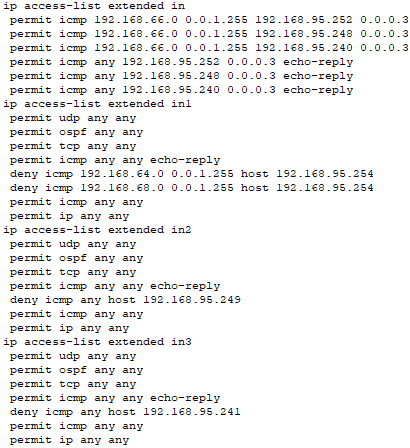 ip access-list extended in
permit icmp 192.168.66.0 0.0.1.255 192.168.95.252 0.0.0.3
permit icmp 192.168.66.0 0.0.1.255 192.168.95.248 0.0.0.3
permit icmp 192.168.66.0 0.0.1.255 192.168.95.240 0.0.0.3
permit icmp any 192.168.95.252 0.0.0.3 echo-reply
permit icmp any 192.168.95.248 0.0.0.3 echo-reply
permit icmp any 192.168.95.240 0.0.0.3 echo-reply
ip access-list extended in1
permit udp any any
permit ospf any any
permit tcp any any
permit icmp any any echo-reply
deny icmp 192.168.64.0 0.0.1.255 host 192.168.95.254
deny icmp 192.168.68.0 0.0.1.255 host 192.168.95.254
permit icmp any any
permit ip any any
ip access-list extended in2
permit udp any any
permit ospf any any
permit tcp any any
permit icmp any any echo-reply
deny icmp any host 192.168.95.249
permit icmp any any
permit ip any any
ip access-list extended in3
permit udp any any
permit ospf any any
permit tcp any any
permit icmp any any echo-reply
deny icmp any host 192.168.95.241
permit icmp any any
permit ip any any